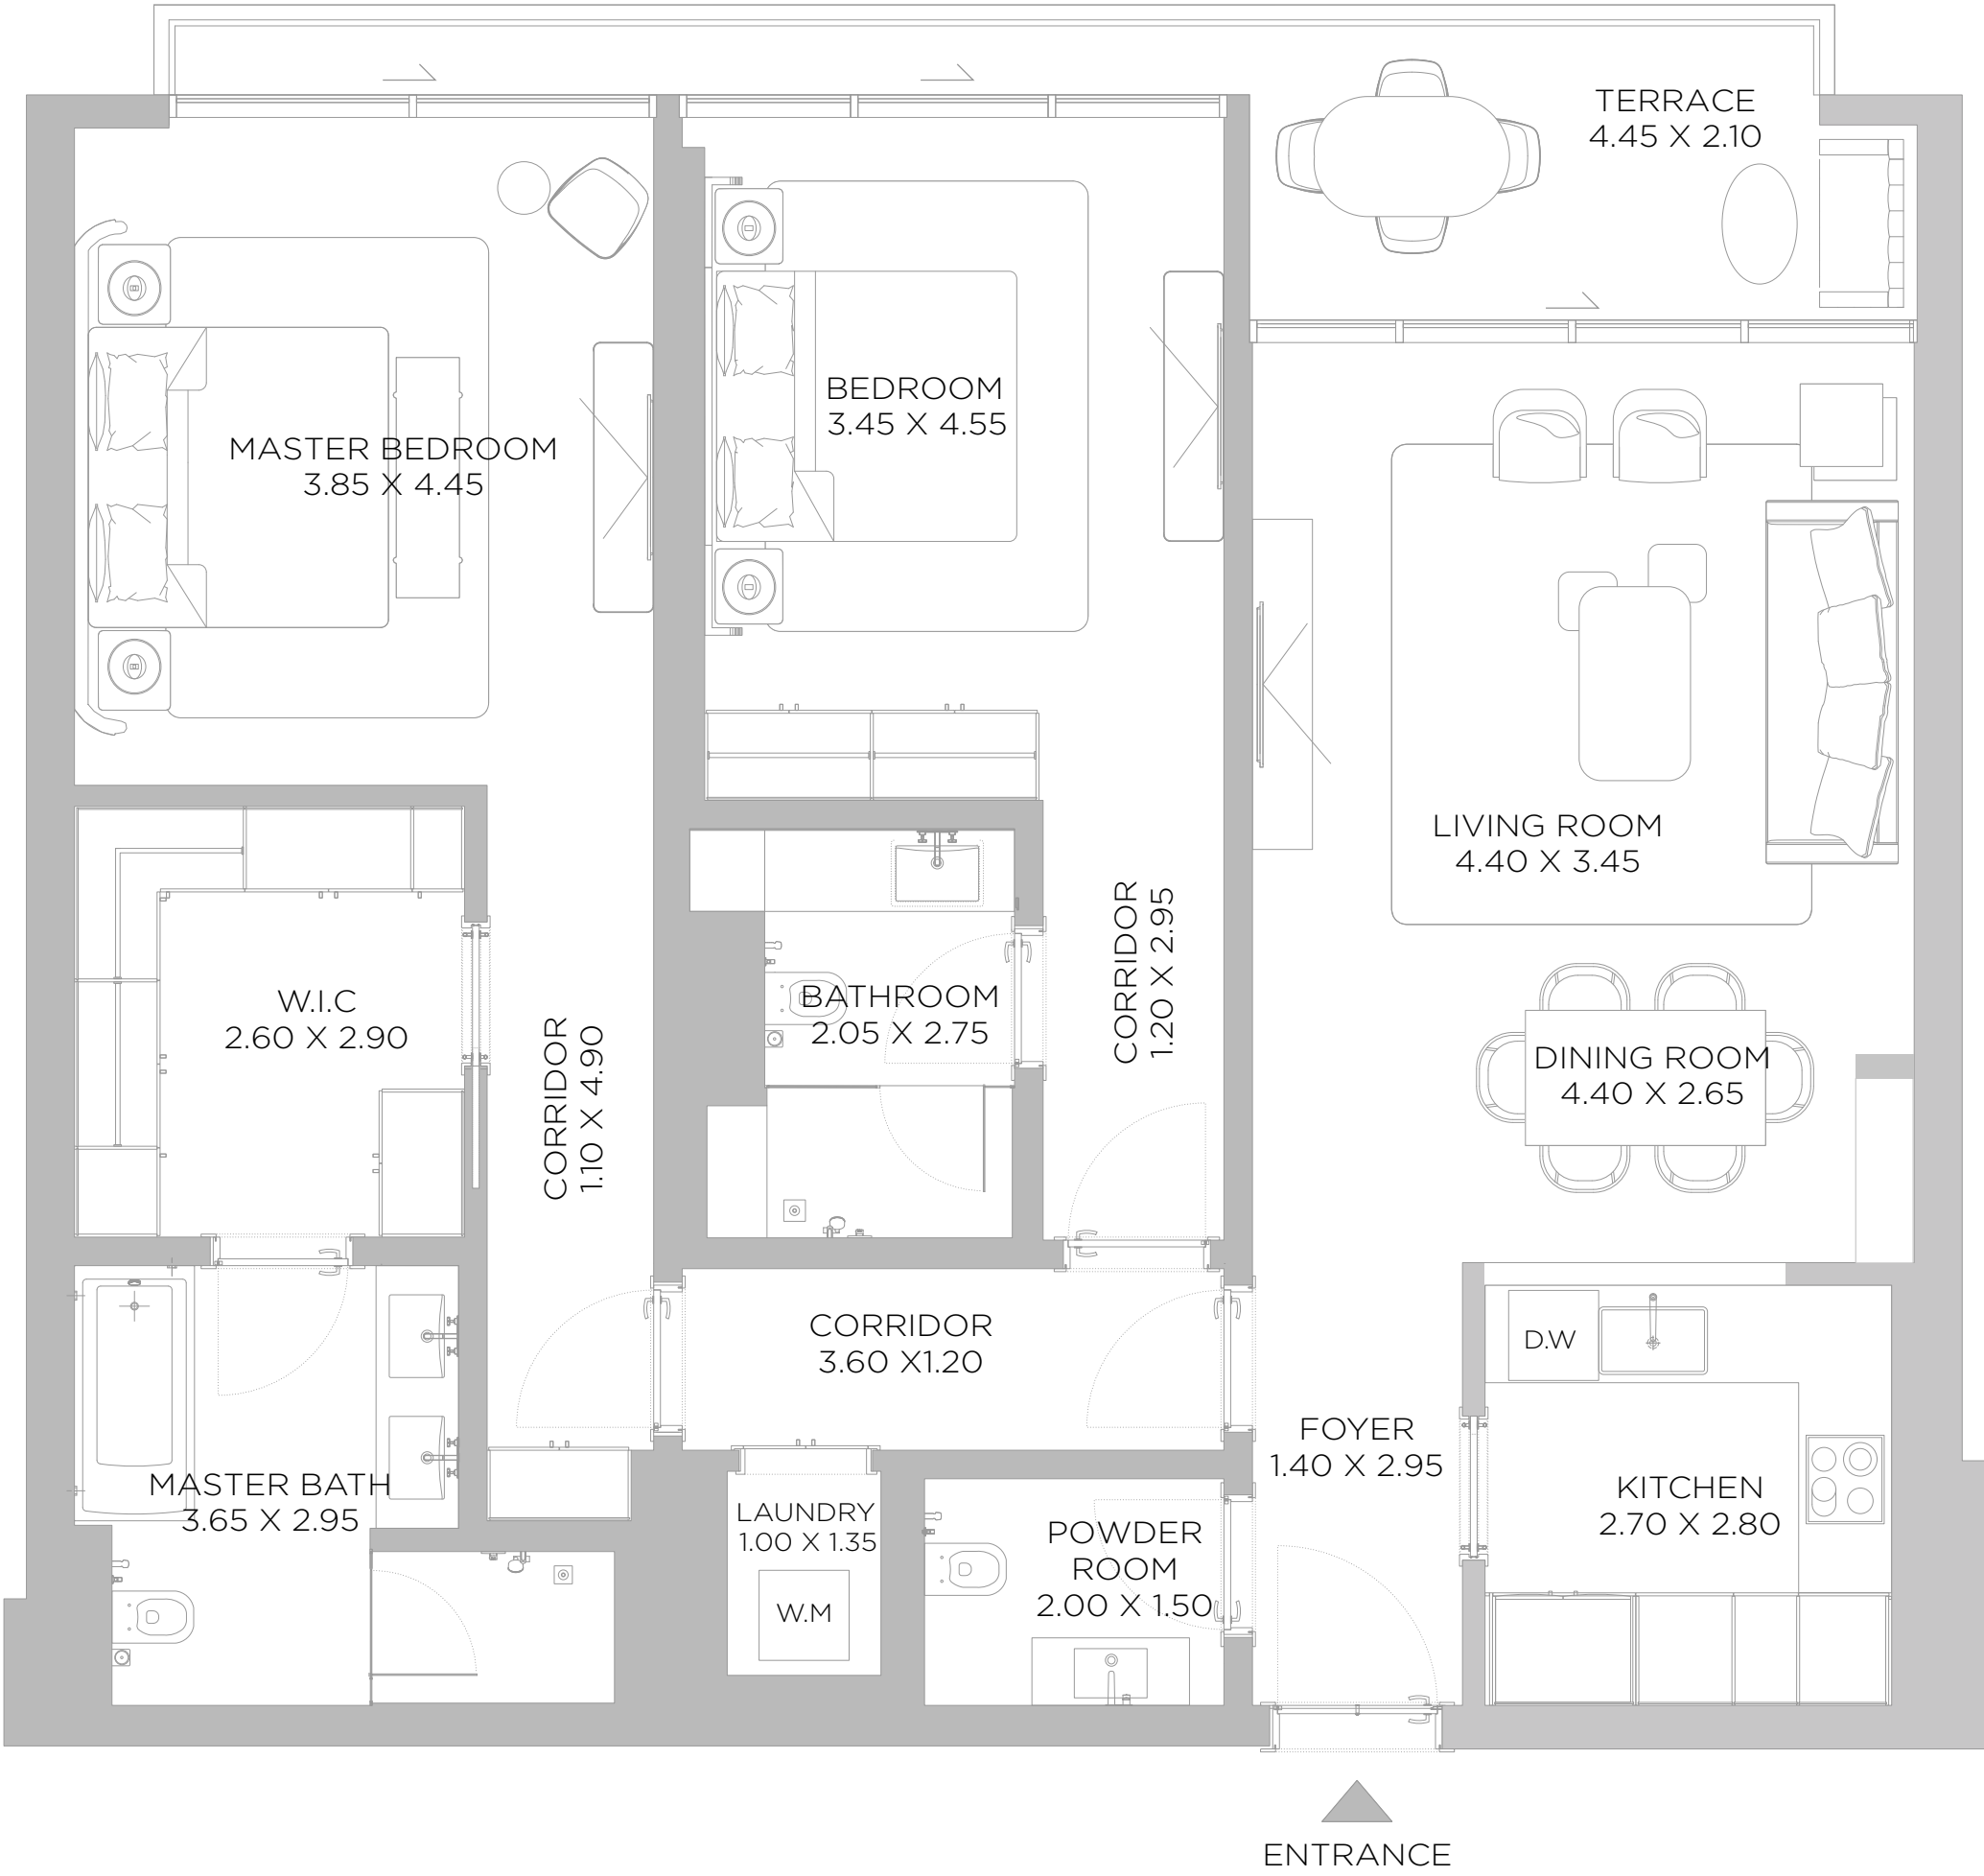 TERRACE
4.45 X 2.10
BEDROOM
3.45 X 4.55
MASTER BEDROOM
3.85 X 4.45
LIVING ROOM
4.40 X 3.45
CORRIDOR
1.20 X 2.95
W.I.C
2.60 X 2.90
BATHROOM
2.05 X 2.75
CORRIDOR
1.10 X 4.90
DINING ROOM
4.40 X 2.65
CORRIDOR
3.60 X1.20
D.W
FOYER
1.40 X 2.95
KITCHEN
2.70 X 2.80
MASTER BATH
3.65 X 2.95
LAUNDRY
1.00 X 1.35
W.M
POWDER
ROOM
2.00 X 1.50
ENTRANCE